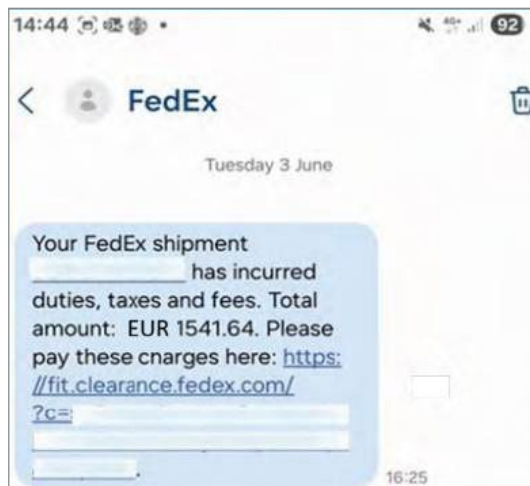 14:44
4G+
92
FedEx
Tuesday 3 June
Your FedEx shipment
has incurred
duties, taxes and fees. Total
amount: EUR 1541.64. Please
pay these cnarges here: https:
//fit.clearance.fedex.com/
?c=
.
16:25